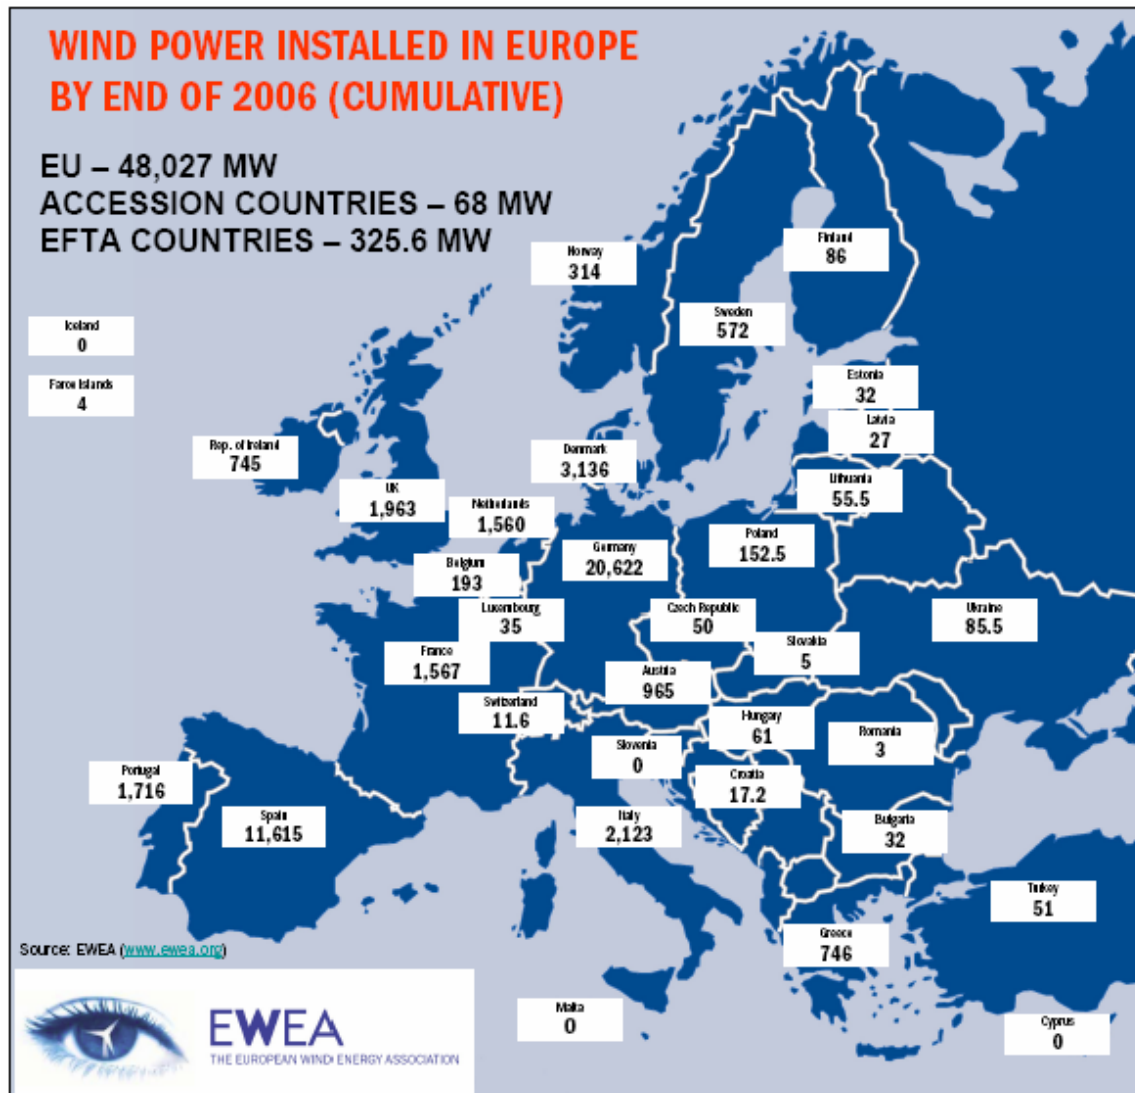 WIND POWER INSTALLED IN EUROPE
BY END OF 2006 (CUMULATIVE)
EU – 48,027 MW
ACCESSION COUNTRIES – 68 MW
EFTA COUNTRIES – 325.6 MW
Norway
314
Finland
86
Sweden
572
Iceland
0
Faroe Islands
4
Estonia
32
Latvia
27
Rep. of Ireland
745
Denmark
3,136
Lithuania
55.5
UK
1,963
Netherlands
1,560
Poland
152.5
Germany
20,622
Belgium
193
Luxembourg
35
Czech Republic
50
Ukraine
85.5
Slovakia
5
France
1,567
Austria
965
Switzerland
11.6
Hungary
61
Romania
3
Slovenia
0
Croatia
17.2
Portugal
1,716
Spain
11,615
Italy
2,123
Bulgaria
32
Turkey
51
Greece
746
Source: EWEA (www.ewea.org)
Malta
0
Cyprus
0
EWEA
THE EUROPEAN WIND ENERGY ASSOCIATION